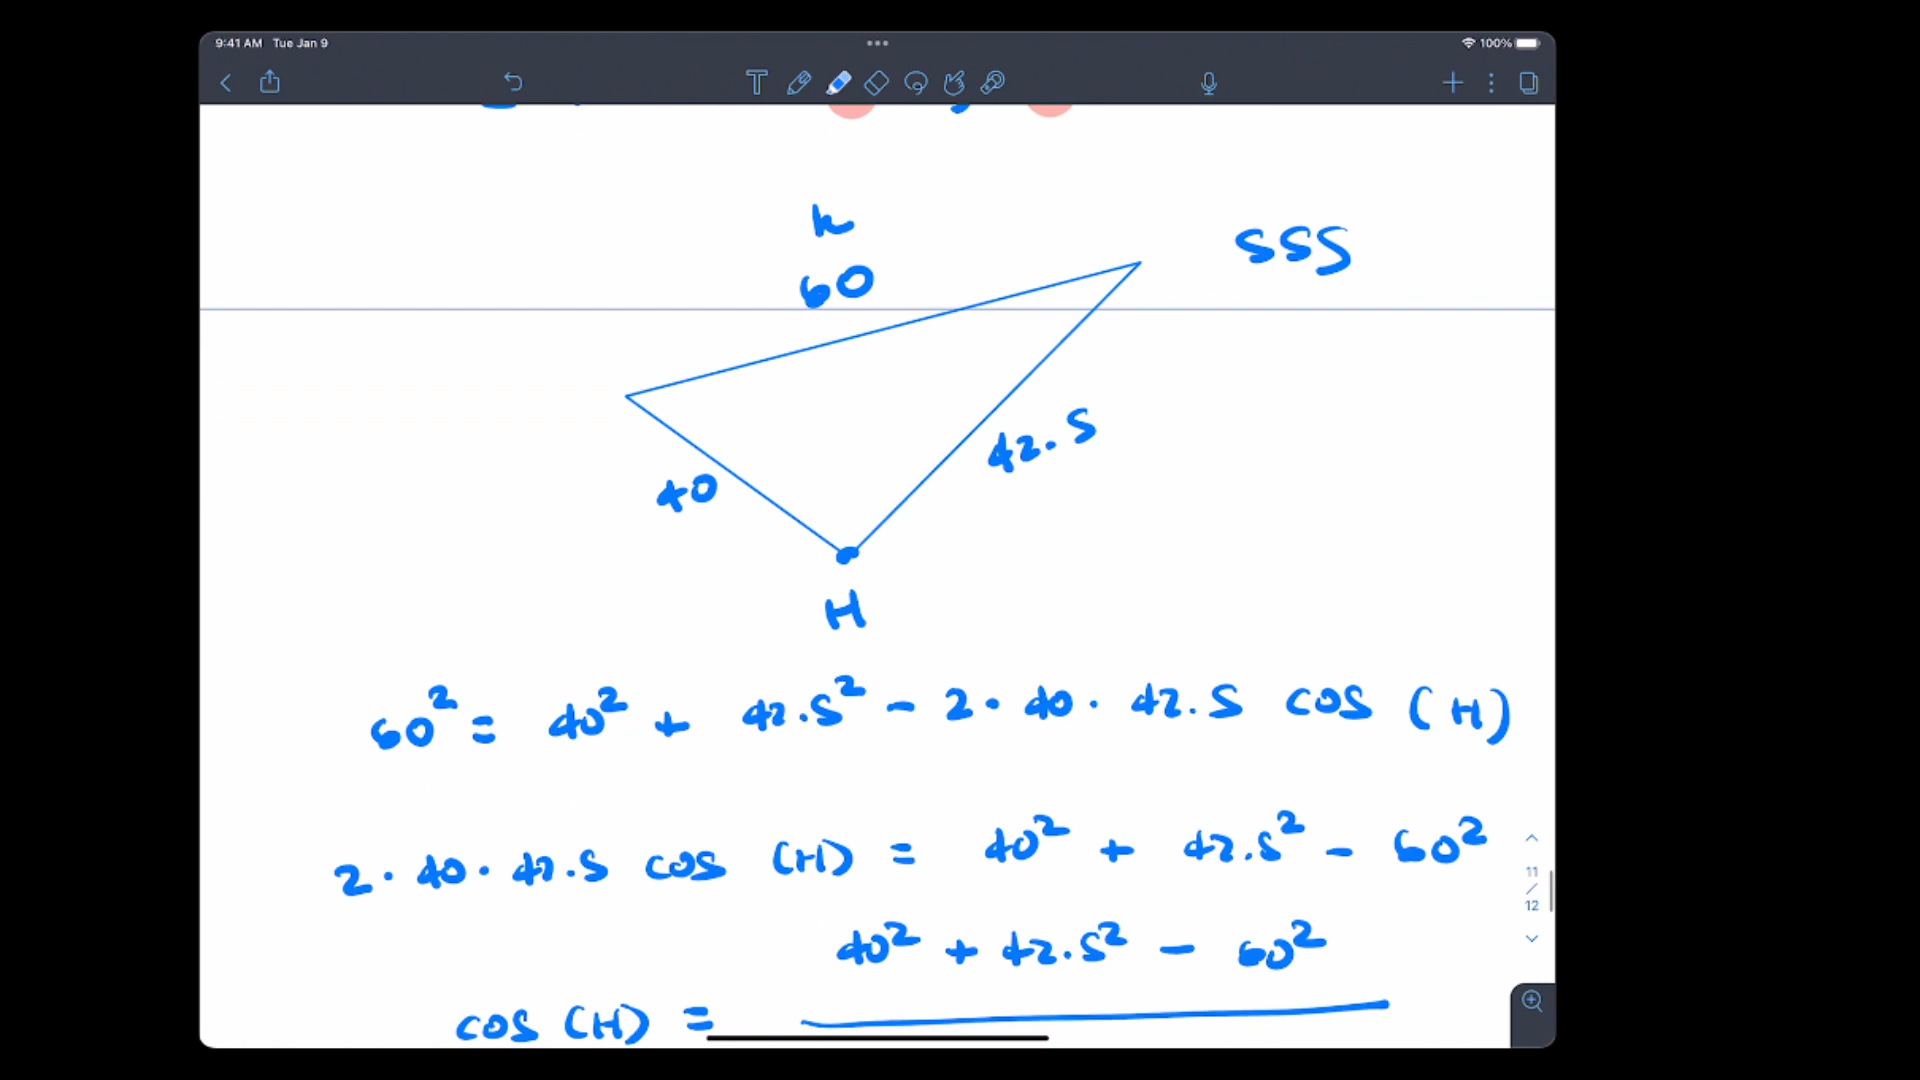 9:41 AM Tue Jan 9
100%
T
h
60
SSS
42.5
40
H
60² = 40² + 42.5² - 2 · 40 · 42.5 cos (H)
2 · 40 · 42.5 cos (H) = 40² + 42.5² - 60²
40² + 42.5² - 60²
cos (H) =
11
/
12